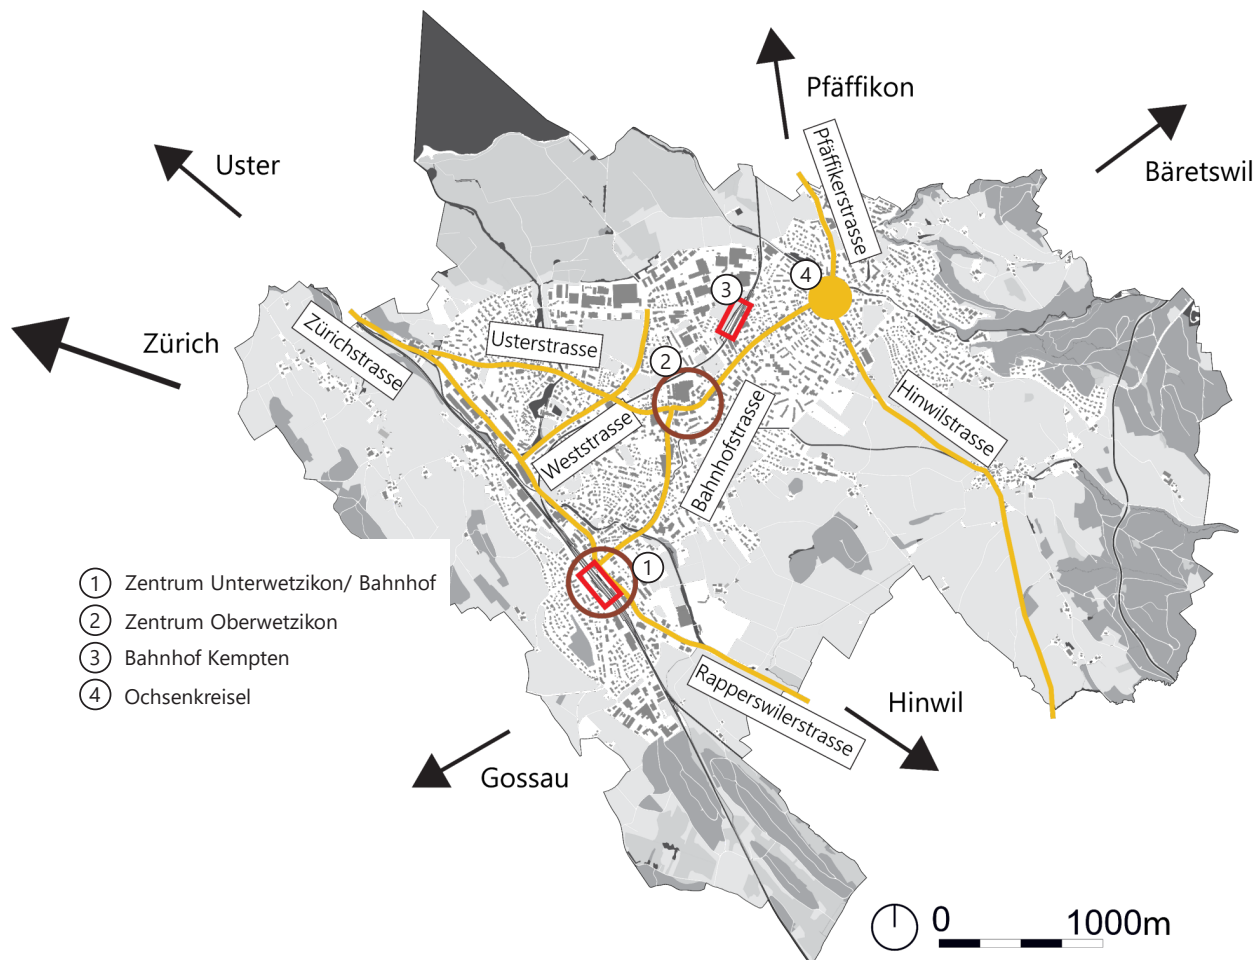 Pfäffikon
Bäretswil
Uster
Zürich
Pfäffikerstrasse
4
3
Zürichstrasse
Usterstrasse
2
Hinwilstrasse
Weststrasse
Bahnhofstrasse
1
1 Zentrum Unterwetzikon/ Bahnhof
2 Zentrum Oberwetzikon
3 Bahnhof Kempten
4 Ochsenkreisel
Rapperswilerstrasse
Hinwil
Gossau
0 1000m